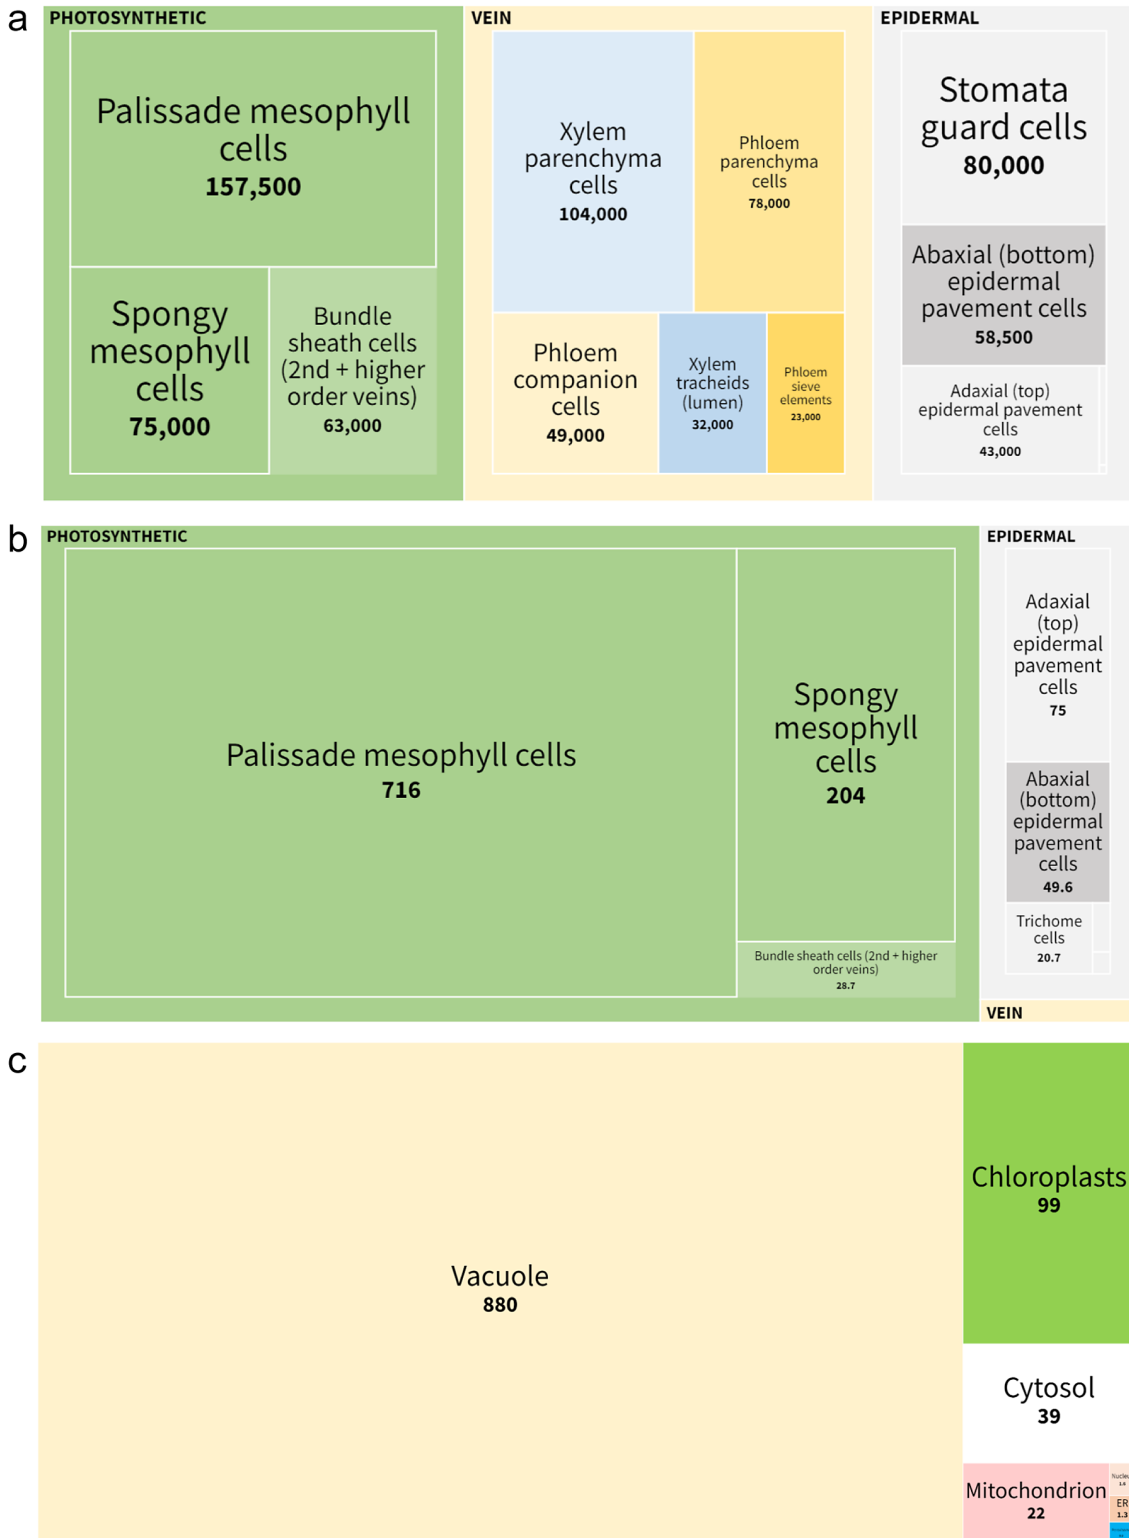 a
PHOTOSYNTHETIC
Palissade mesophyll
cells
157,500
Spongy
mesophyll
cells
75,000
Bundle
sheath cells
(2nd + higher
order veins)
63,000
VEIN
Xylem
parenchyma
cells
104,000
Phloem
parenchyma
cells
78,000
Phloem
companion
cells
49,000
Xylem
tracheids
(lumen)
32,000
Phloem
sieve
elements
23,000
EPIDERMAL
Stomata
guard cells
80,000
Abaxial (bottom)
epidermal
pavement cells
58,500
Adaxial (top)
epidermal pavement
cells
43,000
b
PHOTOSYNTHETIC
Palissade mesophyll cells
716
Spongy
mesophyll
cells
204
Bundle sheath cells (2nd + higher
order veins)
28.7
EPIDERMAL
Adaxial
(top)
epidermal
pavement
cells
75
Abaxial
(bottom)
epidermal
pavement
cells
49.6
Trichome
cells
20.7
VEIN
c
Vacuole
880
Chloroplasts
99
Cytosol
39
Mitochondrion
22
ER
1.3